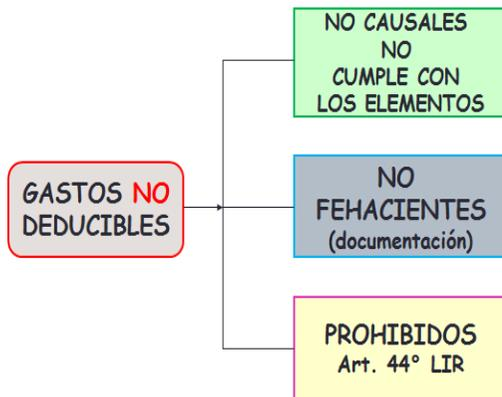 GASTOS NO
DEDUCIBLES
NO CAUSALES
NO
CUMPLE CON
LOS ELEMENTOS
NO
FEHACIENTES
(documentación)
PROHIBIDOS
Art. 44° LIR